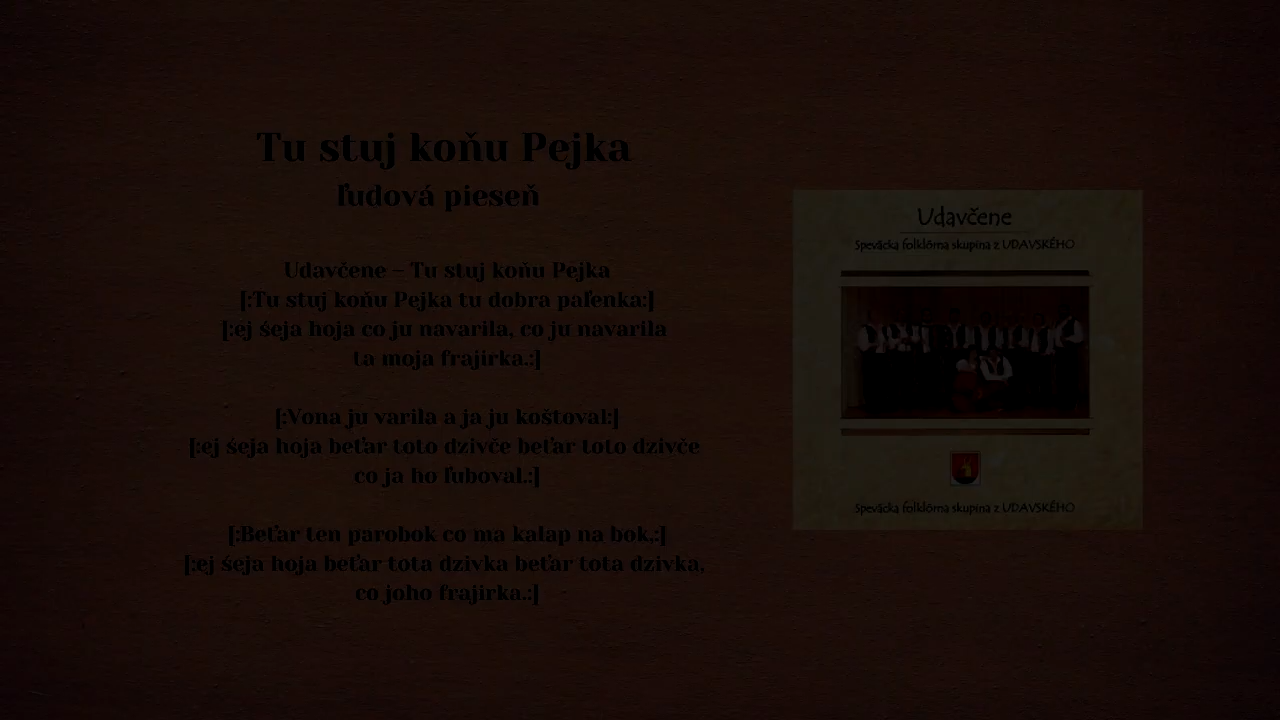 Tu stuj koňu Pejka
ľudová pieseň
Udavčene – Tu stuj koňu Pejka
[:Tu stuj koňu Pejka tu dobra paľenka:]
[:ej śeja hoja co ju navarila, co ju navarila
ta moja frajirka.:]
[:Vona ju varila a ja ju koštoval:]
[:ej śeja hoja beťar toto dzivče beťar toto dzivče
co ja ho ľuboval.:]
[:Beťar ten parobok co ma kalap na bok,:]
[:ej śeja hoja beťar tota dzivka beťar tota dzivka,
co joho frajirka.:]
Udavčene
Spevácka folklórna skupina z UDAVSKÉHO
Spevácka folklórna skupina z UDAVSKÉHO